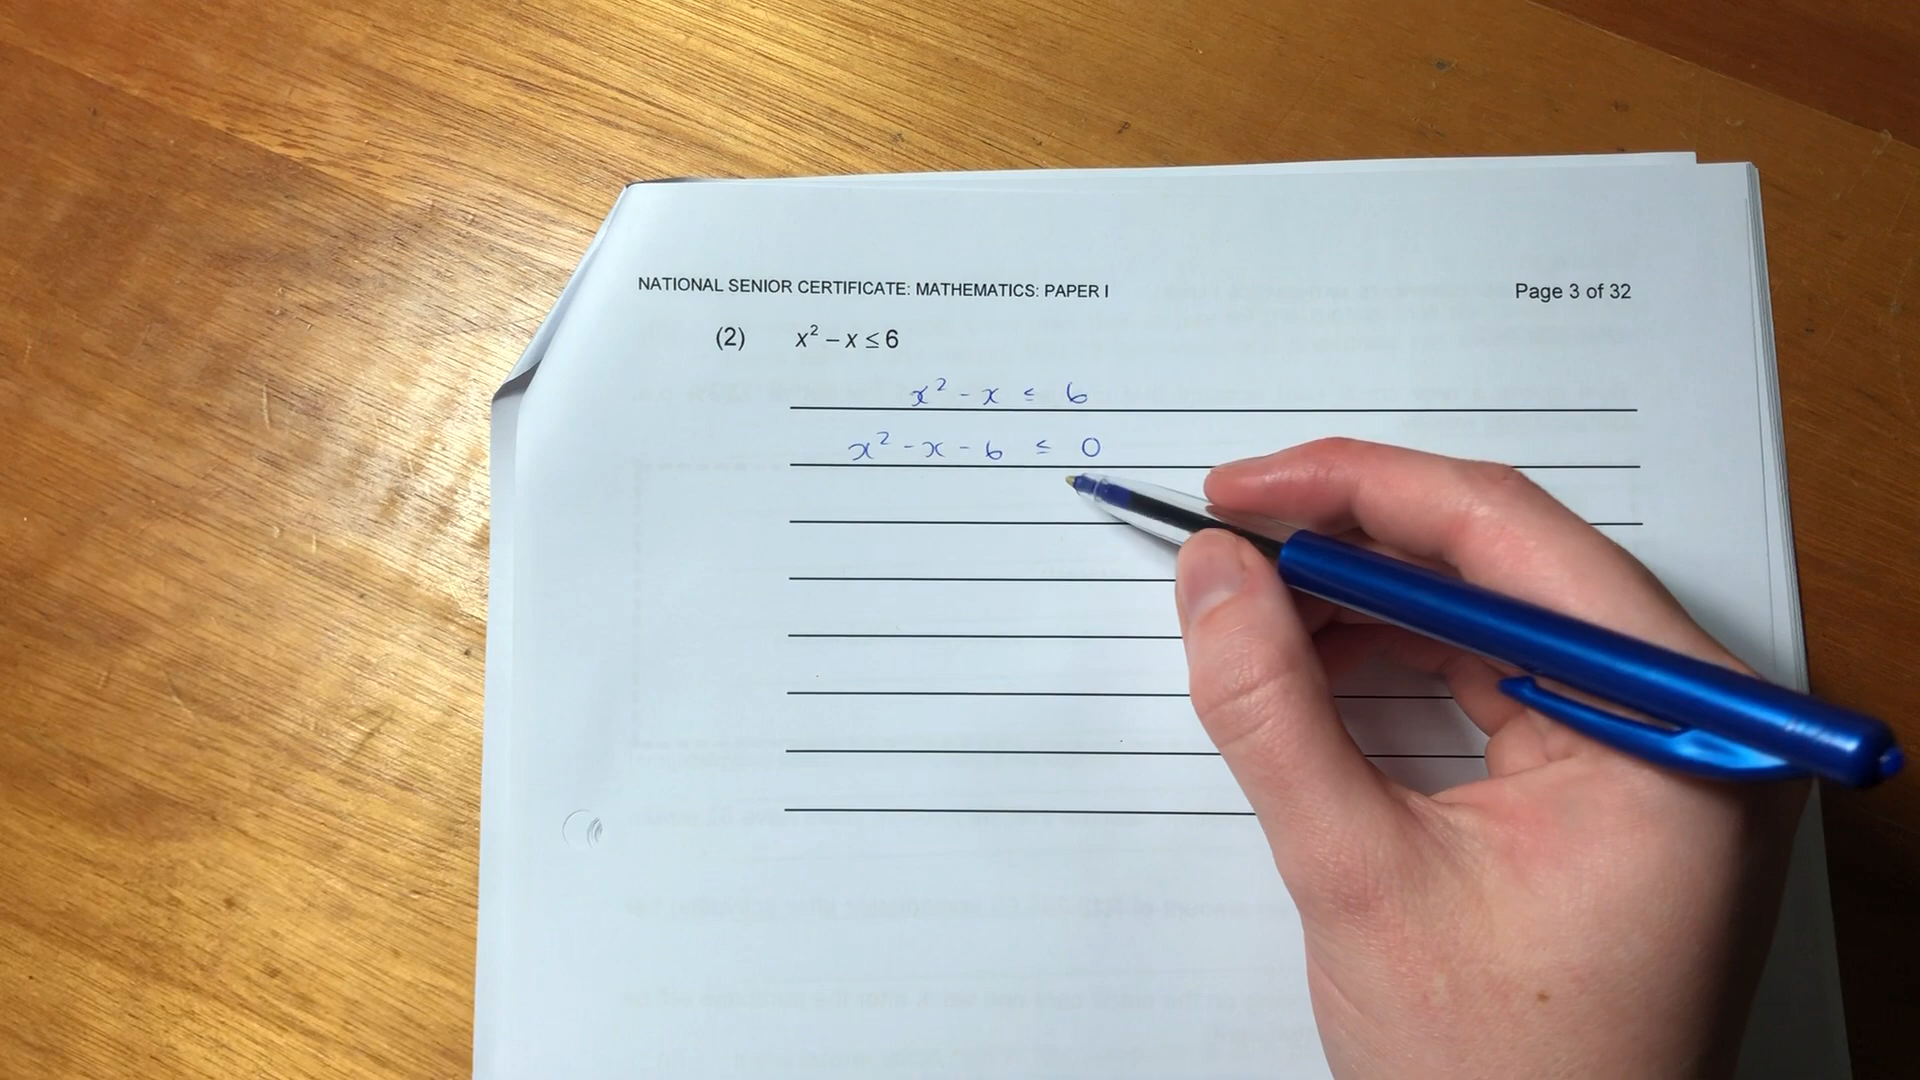 NATIONAL SENIOR CERTIFICATE: MATHEMATICS: PAPER I
Page 3 of 32
(2) x² – x ≤ 6
x² - x ≤ 6
x² - x - 6 ≤ 0